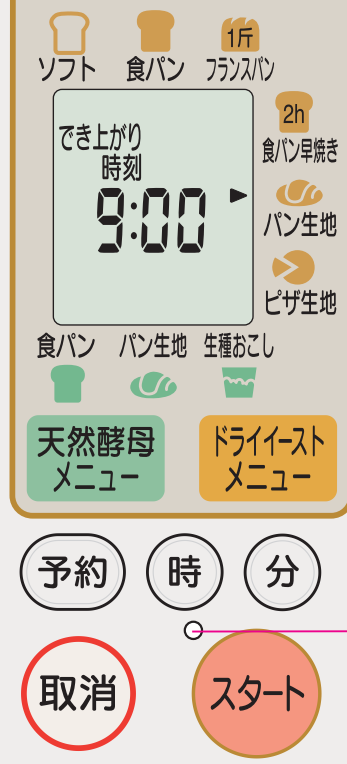 1斤
ソフト 食パン フランスパン
2h
食パン早焼き
でき上がり
時刻
9:00
パン生地
ピザ生地
食パン パン生地 生種おこし
天然酵母
メニュー
ドライイースト
メニュー
予約 時 分
取消 スタート